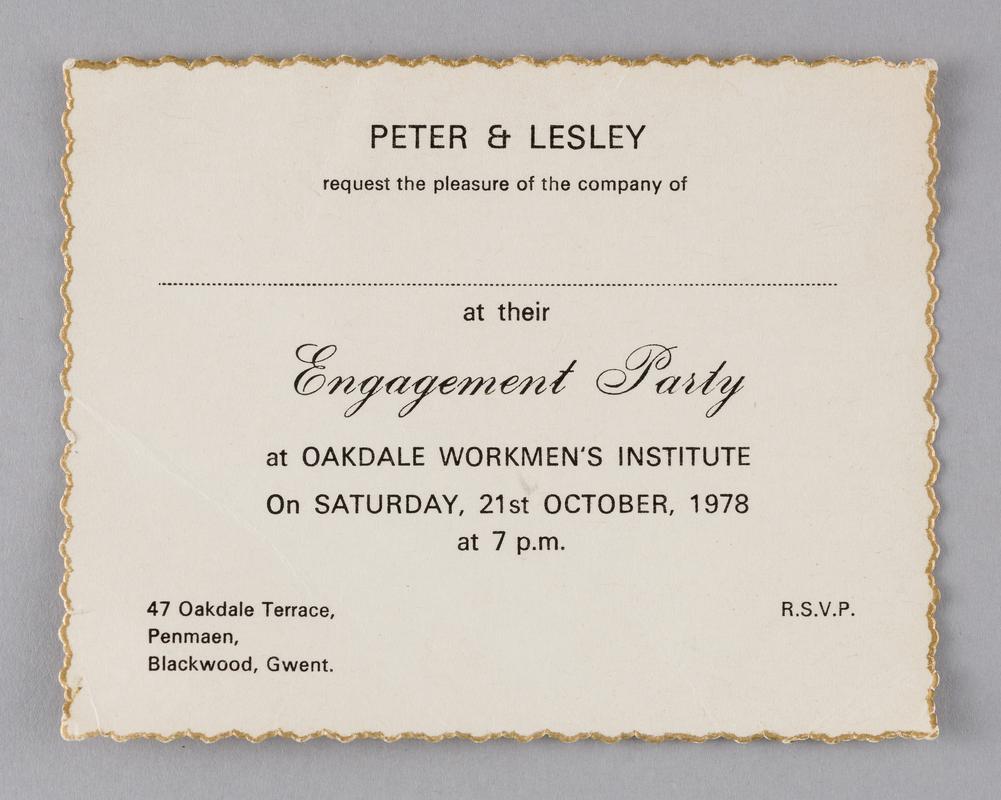 PETER & LESLEY
request the pleasure of the company of
at their
Engagement Party
at OAKDALE WORKMEN'S INSTITUTE
On SATURDAY, 21st OCTOBER, 1978
at 7 p.m.
47 Oakdale Terrace,
Penmaen,
Blackwood, Gwent.
R.S.V.P.